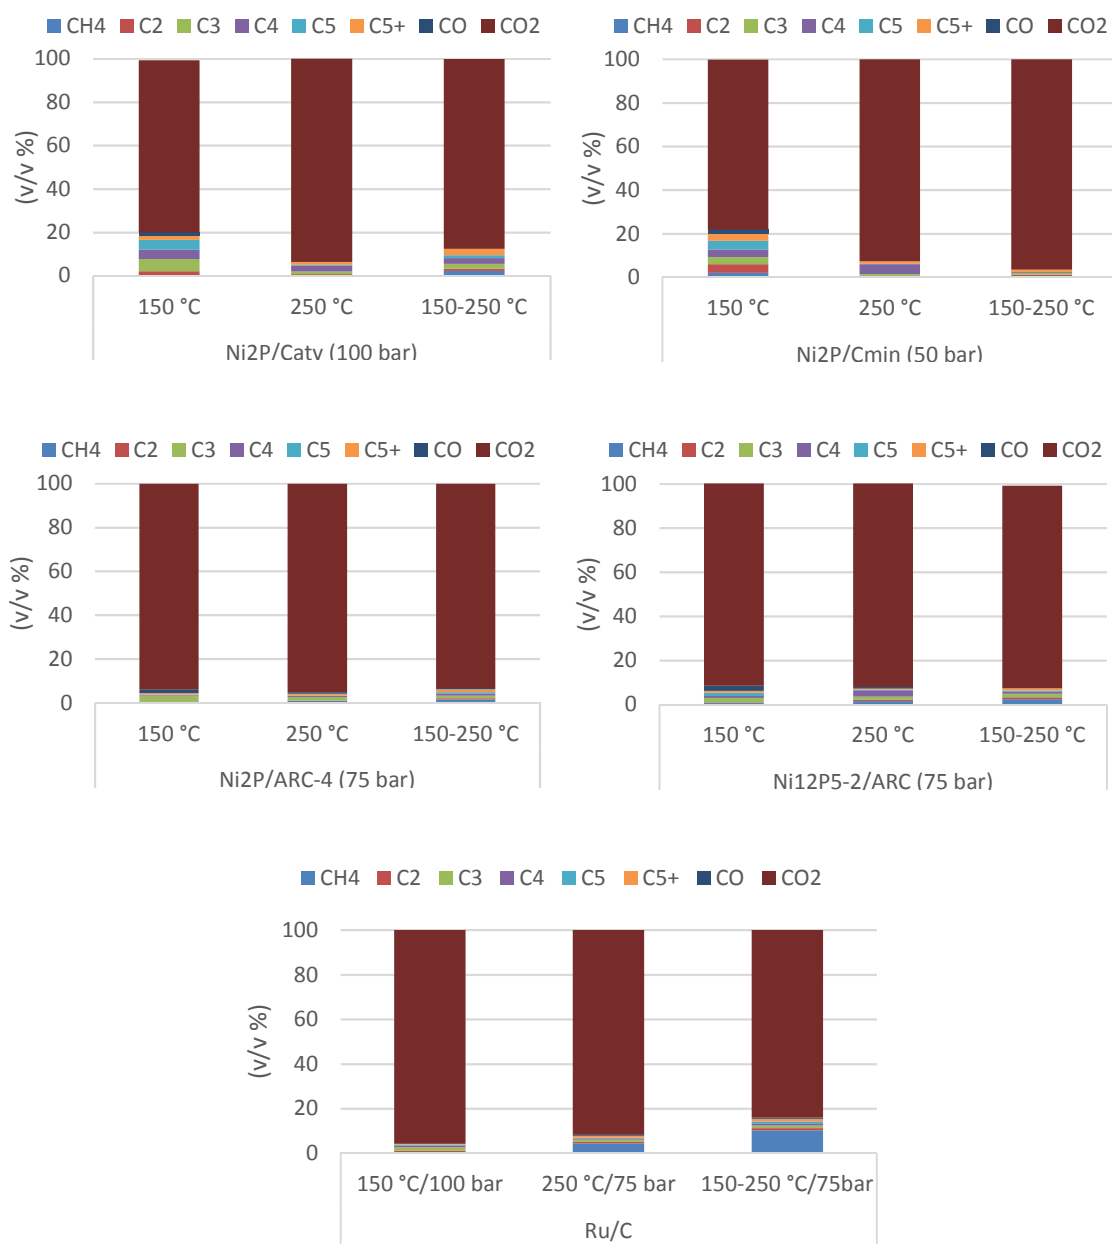 CH4 C2 C3 C4 C5 C5+ CO CO2
100
80
60
40
20
0
(v/v %)
150 °C 250 °C 150-250 °C
Ni2P/Catv (100 bar)
CH4 C2 C3 C4 C5 C5+ CO CO2
100
80
60
40
20
0
(v/v %)
150 °C 250 °C 150-250 °C
Ni2P/Cmin (50 bar)
CH4 C2 C3 C4 C5 C5+ CO CO2
100
80
60
40
20
0
(v/v %)
150 °C 250 °C 150-250 °C
Ni2P/ARC-4 (75 bar)
CH4 C2 C3 C4 C5 C5+ CO CO2
100
80
60
40
20
0
(v/v %)
150 °C 250 °C 150-250 °C
Ni12P5-2/ARC (75 bar)
CH4 C2 C3 C4 C5 C5+ CO CO2
100
80
60
40
20
0
(v/v %)
150 °C/100 bar 250 °C/75 bar 150-250 °C/75bar
Ru/C